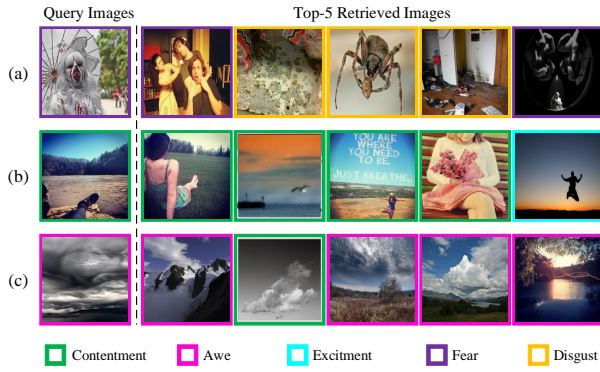 Query Images
Top-5 Retrieved Images
(a)
(b)
YOU ARE
WHERE
YOU NEED
TO BE.
JUST BREATHE.
(c)
Contentment
Awe
Excitment
Fear
Disgust